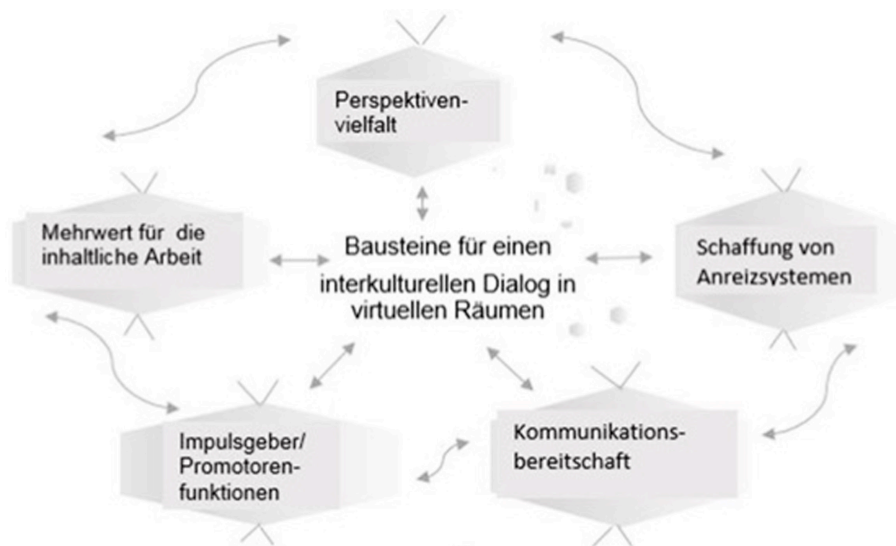 Perspektiven-
vielfalt
Mehrwert für die
inhaltliche Arbeit
Bausteine für einen
interkulturellen Dialog in
virtuellen Räumen
Schaffung von
Anreizsystemen
Impulsgeber/
Promotoren-
funktionen
Kommunikations-
bereitschaft